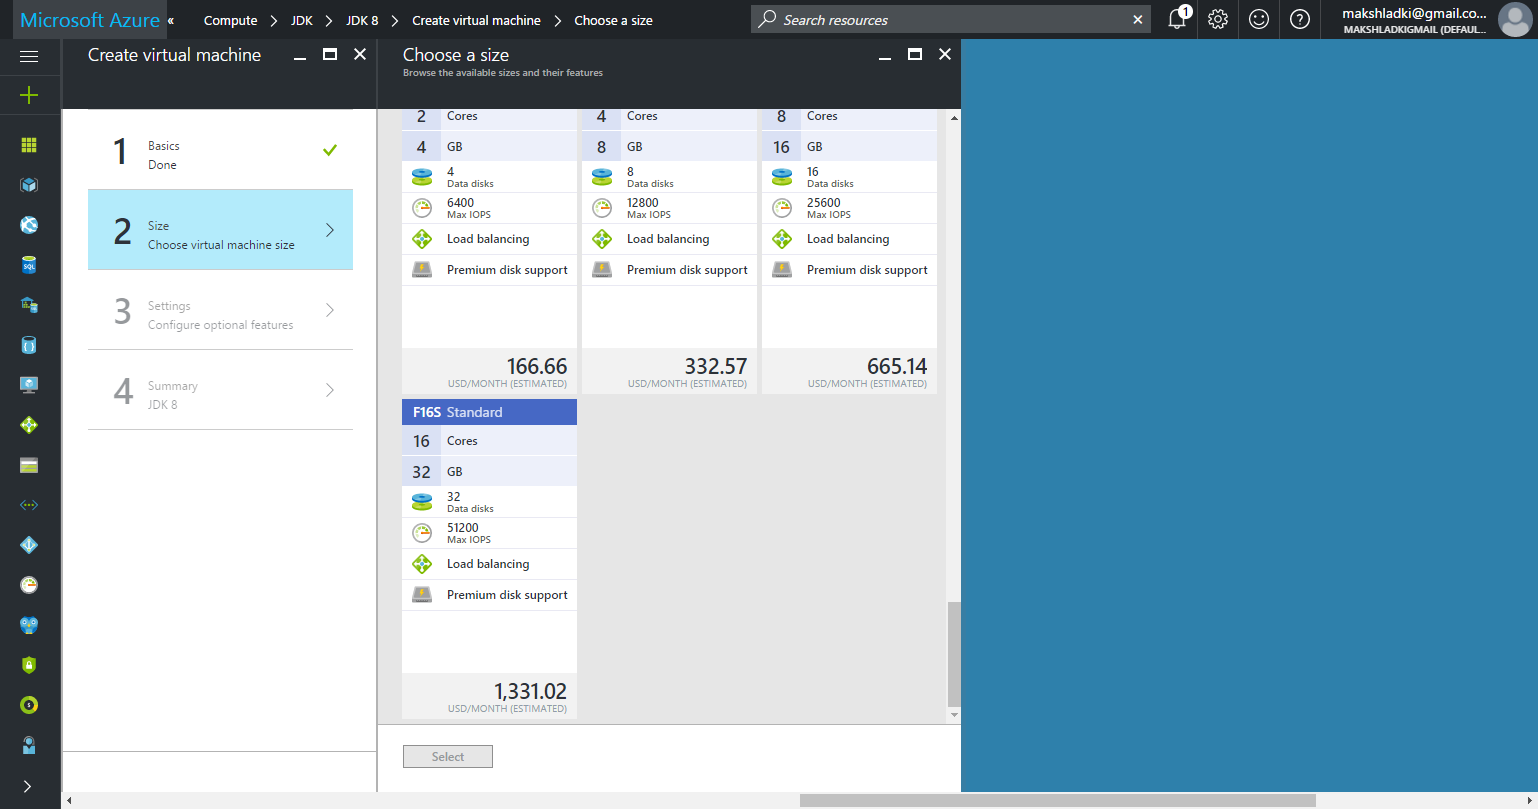 Microsoft Azure « Compute > JDK > JDK 8 > Create virtual machine > Choose a size
Search resources
1
makshladki@gmail.co...
MAKSHLADKIGMAIL (DEFAUL...
Create virtual machine
1
Basics
Done
2
Size
Choose virtual machine size
3
Settings
Configure optional features
4
Summary
JDK 8
Choose a size
Browse the available sizes and their features
2 Cores
4 GB
4
Data disks
6400
Max IOPS
Load balancing
Premium disk support
166.66
USD/MONTH (ESTIMATED)
4 Cores
8 GB
8
Data disks
12800
Max IOPS
Load balancing
Premium disk support
332.57
USD/MONTH (ESTIMATED)
8 Cores
16 GB
16
Data disks
25600
Max IOPS
Load balancing
Premium disk support
665.14
USD/MONTH (ESTIMATED)
F16S Standard
16 Cores
32 GB
32
Data disks
51200
Max IOPS
Load balancing
Premium disk support
1,331.02
USD/MONTH (ESTIMATED)
Select
SQL